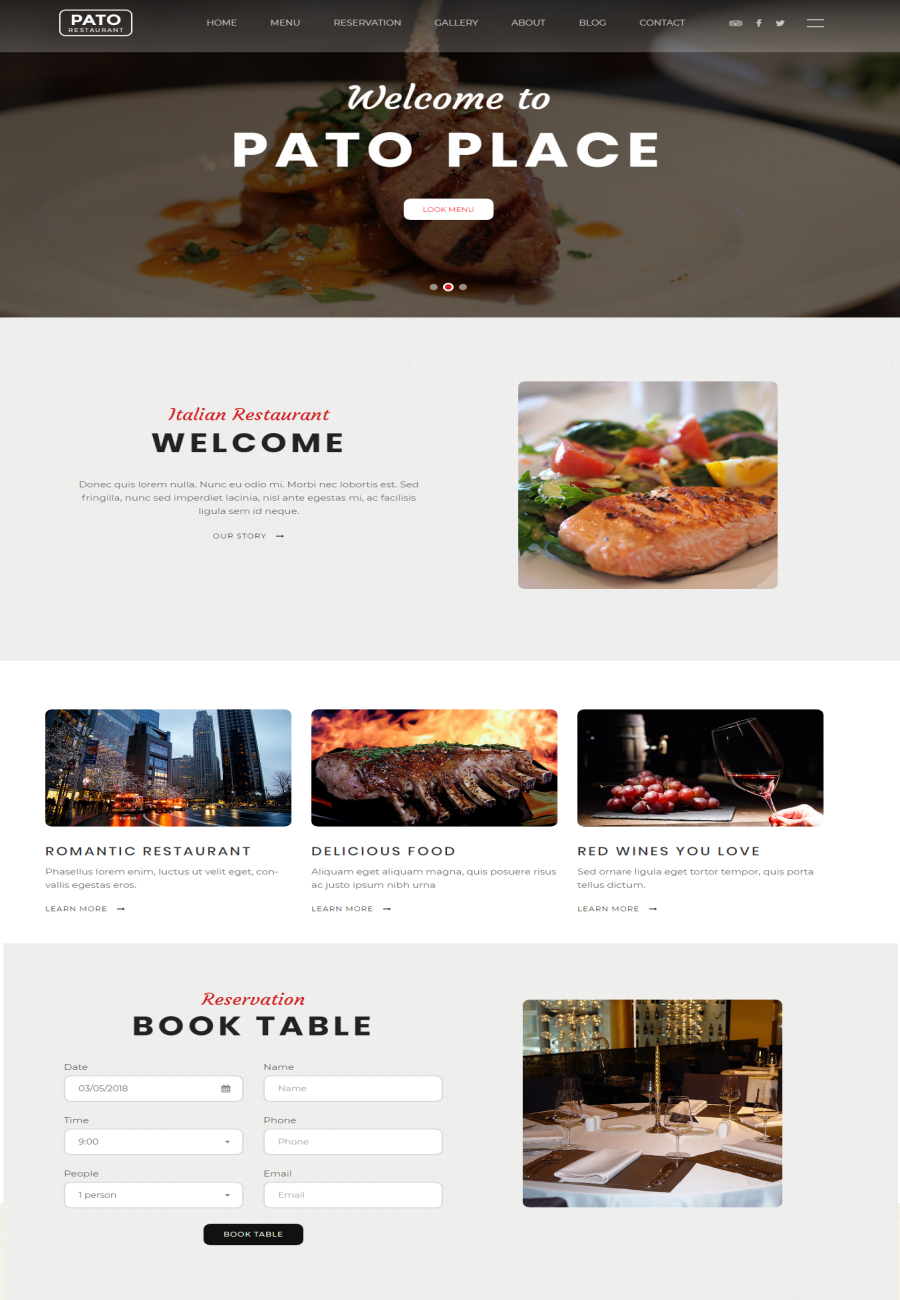 PATO
RESTAURANT
HOME
MENU
RESERVATION
GALLERY
ABOUT
BLOG
CONTACT
Welcome to
PATO PLACE
LOOK MENU
Italian Restaurant
WELCOME
Donec quis lorem nulla. Nunc eu odio mi. Morbi nec lobortis est. Sed
fringilla, nunc sed imperdiet lacinia, nisl ante egestas mi, ac facilisis
ligula sem id neque.
OUR STORY
ROMANTIC RESTAURANT
Phasellus lorem enim, luctus ut velit eget, con-
vallis egestas eros.
LEARN MORE
DELICIOUS FOOD
Aliquam eget aliquam magna, quis posuere risus
ac justo ipsum nibh urna
LEARN MORE
RED WINES YOU LOVE
Sed ornare ligula eget tortor tempor, quis porta
tellus dictum.
LEARN MORE
Reservation
BOOK TABLE
Date
03/05/2018
Name
Name
Time
9:00
Phone
Phone
People
1 person
Email
Email
BOOK TABLE